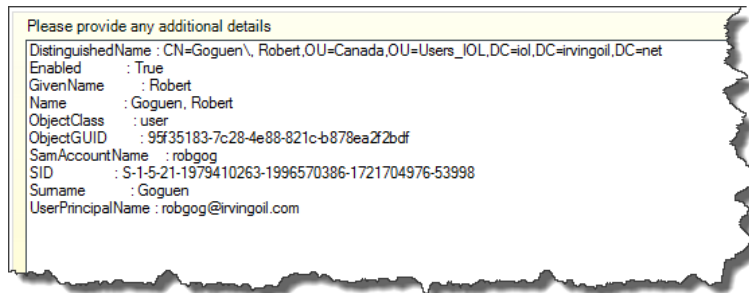 Please provide any additional details
DistinguishedName : CN=Goguen\, Robert,OU=Canada,OU=Users_IOL,DC=iol,DC=irvingoil,DC=net
Enabled : True
GivenName : Robert
Name : Goguen, Robert
ObjectClass : user
ObjectGUID : 95f35183-7c28-4e88-821c-b878ea2f2bdf
SamAccountName : robgog
SID : S-1-5-21-1979410263-1996570386-1721704976-53998
Surname : Goguen
UserPrincipalName : robgog@irvingoil.com